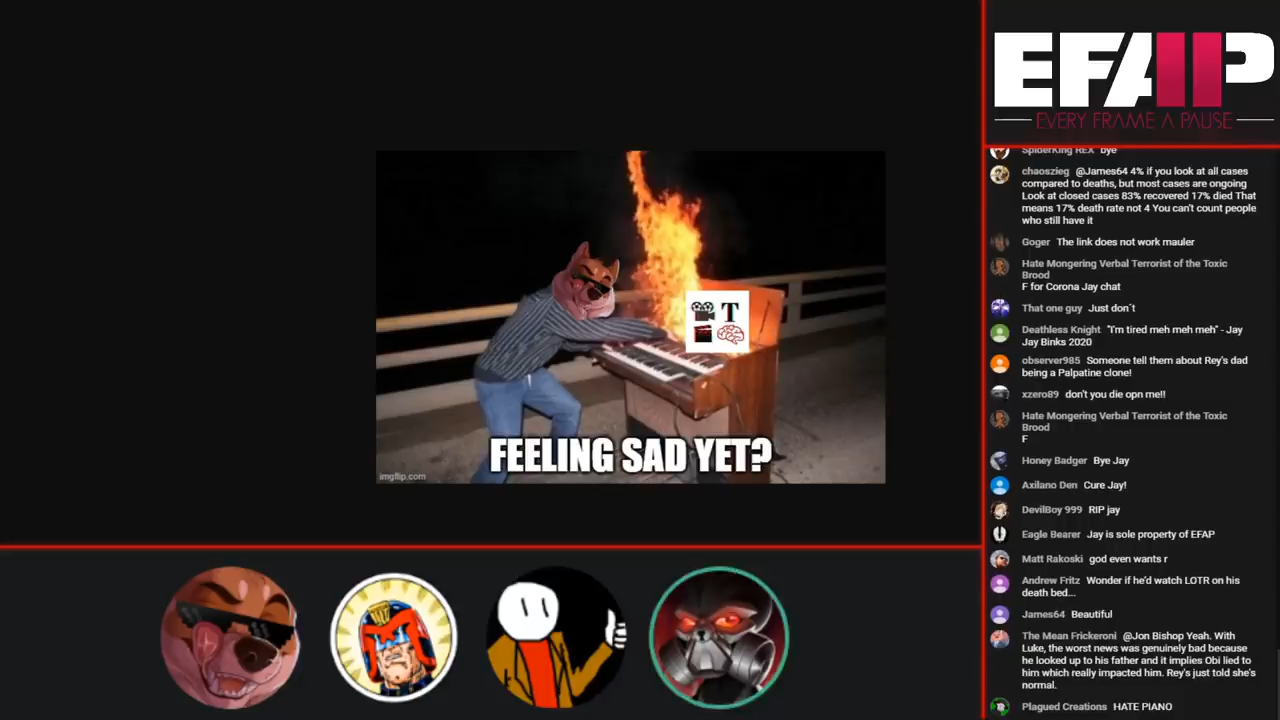 EFAP
EVERY FRAME A PAUSE
SpiderKing REX bye
chaoszieg @James64 4% if you look at all cases
compared to deaths, but most cases are ongoing
Look at closed cases 83% recovered 17% died That
means 17% death rate not 4 You can't count people
who still have it
Goger The link does not work mauler
Hate Mongering Verbal Terrorist of the Toxic
Brood
F for Corona Jay chat
That one guy Just don´t
Deathless Knight "I'm tired meh meh meh" - Jay
Jay Binks 2020
observer985 Someone tell them about Rey's dad
being a Palpatine clone!
xzero89 don't you die opn me!!
Hate Mongering Verbal Terrorist of the Toxic
Brood
F
Honey Badger Bye Jay
Axilano Den Cure Jay!
DevilBoy 999 RIP jay
Eagle Bearer Jay is sole property of EFAP
Matt Rakoski god even wants r
Andrew Fritz Wonder if he'd watch LOTR on his
death bed...
James64 Beautiful
The Mean Frickeroni @Jon Bishop Yeah. With
Luke, the worst news was genuinely bad because
he looked up to his father and it implies Obi lied to
him which really impacted him. Rey's just told she's
normal.
Plagued Creations HATE PIANO
T
FEELING SAD YET?
imgflip.com